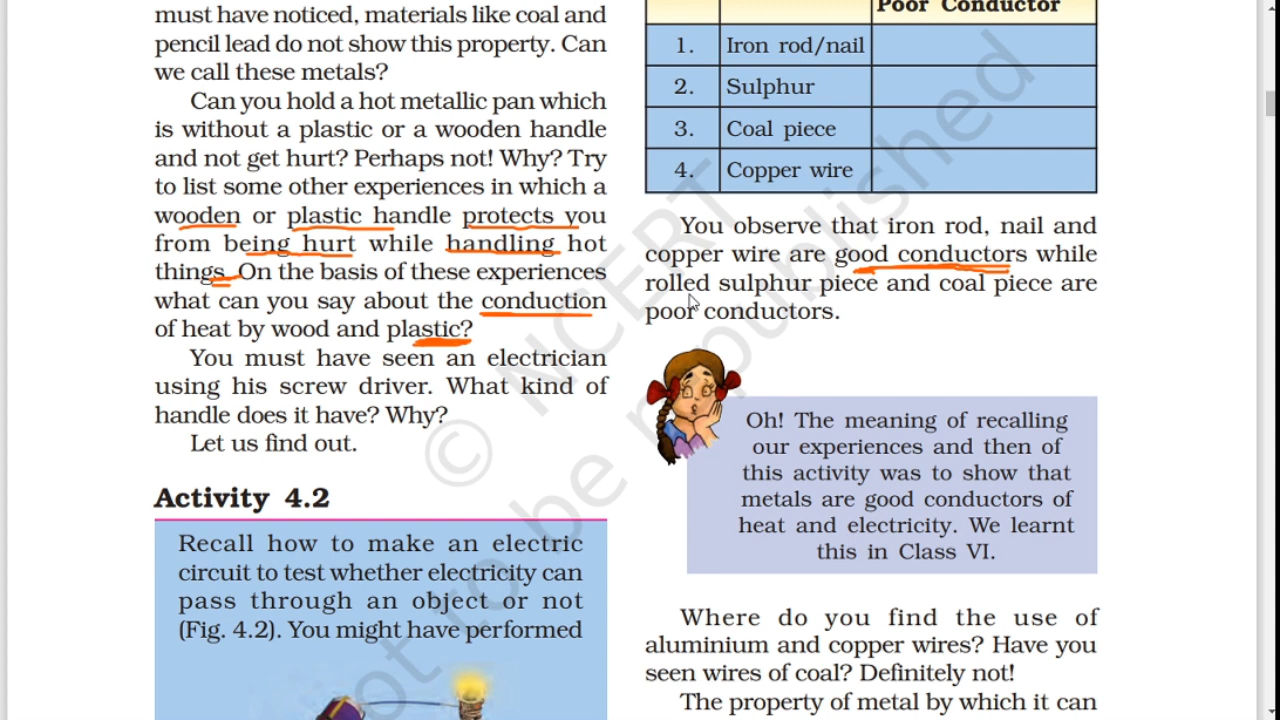 must have noticed, materials like coal and
pencil lead do not show this property. Can
we call these metals?
Can you hold a hot metallic pan which
is without a plastic or a wooden handle
and not get hurt? Perhaps not! Why? Try
to list some other experiences in which a
wooden or plastic handle protects you
from being hurt while handling hot
things. On the basis of these experiences
what can you say about the conduction
of heat by wood and plastic?
You must have seen an electrician
using his screw driver. What kind of
handle does it have? Why?
Let us find out.
Activity 4.2
Recall how to make an electric
circuit to test whether electricity can
pass through an object or not
(Fig. 4.2). You might have performed
Poor Conductor
1. Iron rod/nail
2. Sulphur
3. Coal piece
4. Copper wire
You observe that iron rod, nail and
copper wire are good conductors while
rolled sulphur piece and coal piece are
poor conductors.
Oh! The meaning of recalling
our experiences and then of
this activity was to show that
metals are good conductors of
heat and electricity. We learnt
this in Class VI.
Where do you find the use of
aluminium and copper wires? Have you
seen wires of coal? Definitely not!
The property of metal by which it can
© NCERT
not to be republished